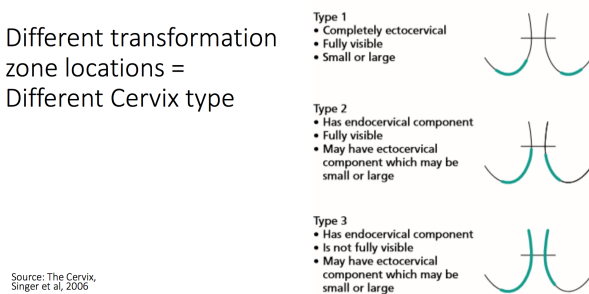 Different transformation
zone locations =
Different Cervix type
Type 1
• Completely ectocervical
• Fully visible
• Small or large
Type 2
• Has endocervical component
• Fully visible
• May have ectocervical
component which may be
small or large
Type 3
• Has endocervical component
• Is not fully visible
• May have ectocervical
component which may be
small or large
Source: The Cervix,
Singer et al, 2006